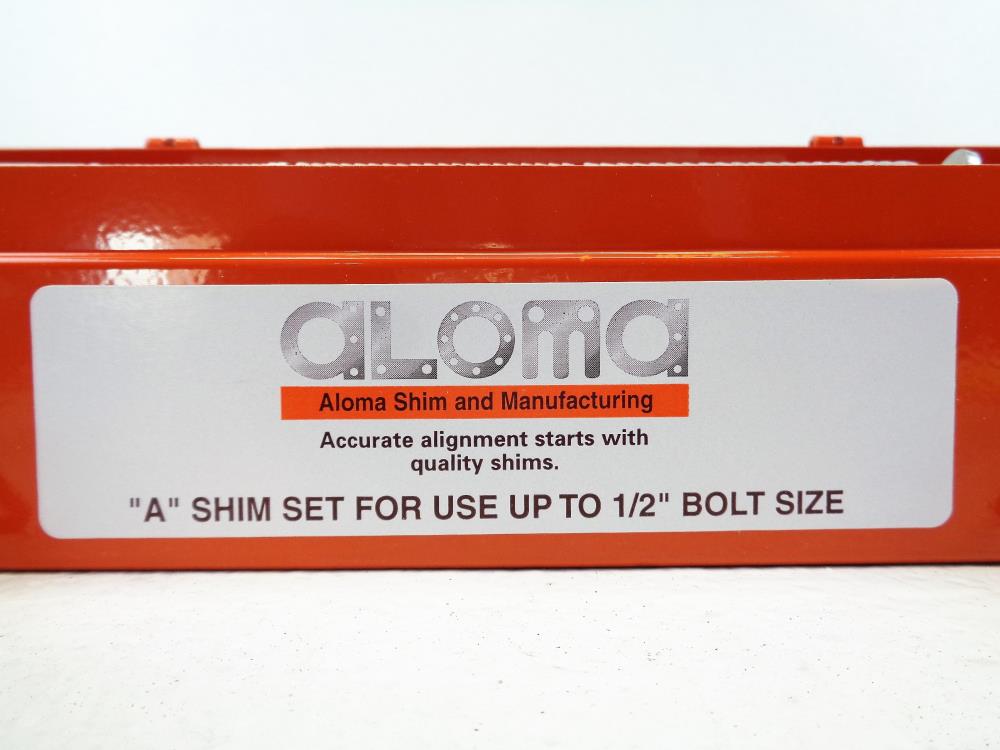 aLOma
Aloma Shim and Manufacturing
Accurate alignment starts with
quality shims.
"A" SHIM SET FOR USE UP TO 1/2" BOLT SIZE